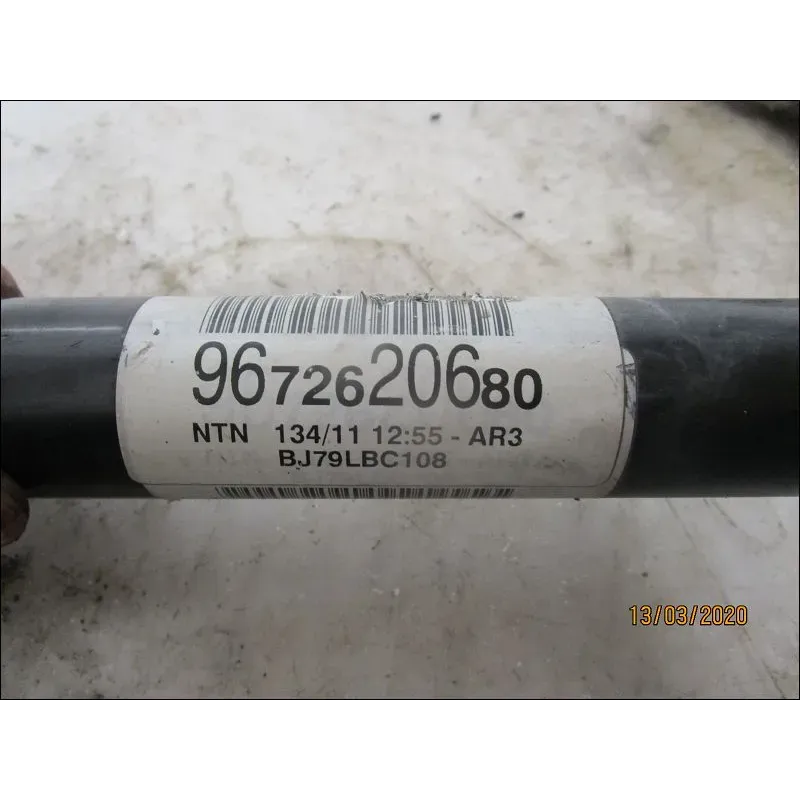 9672620680
NTN 134/11 12:55 - AR3
BJ79LBC108
13/03/2020